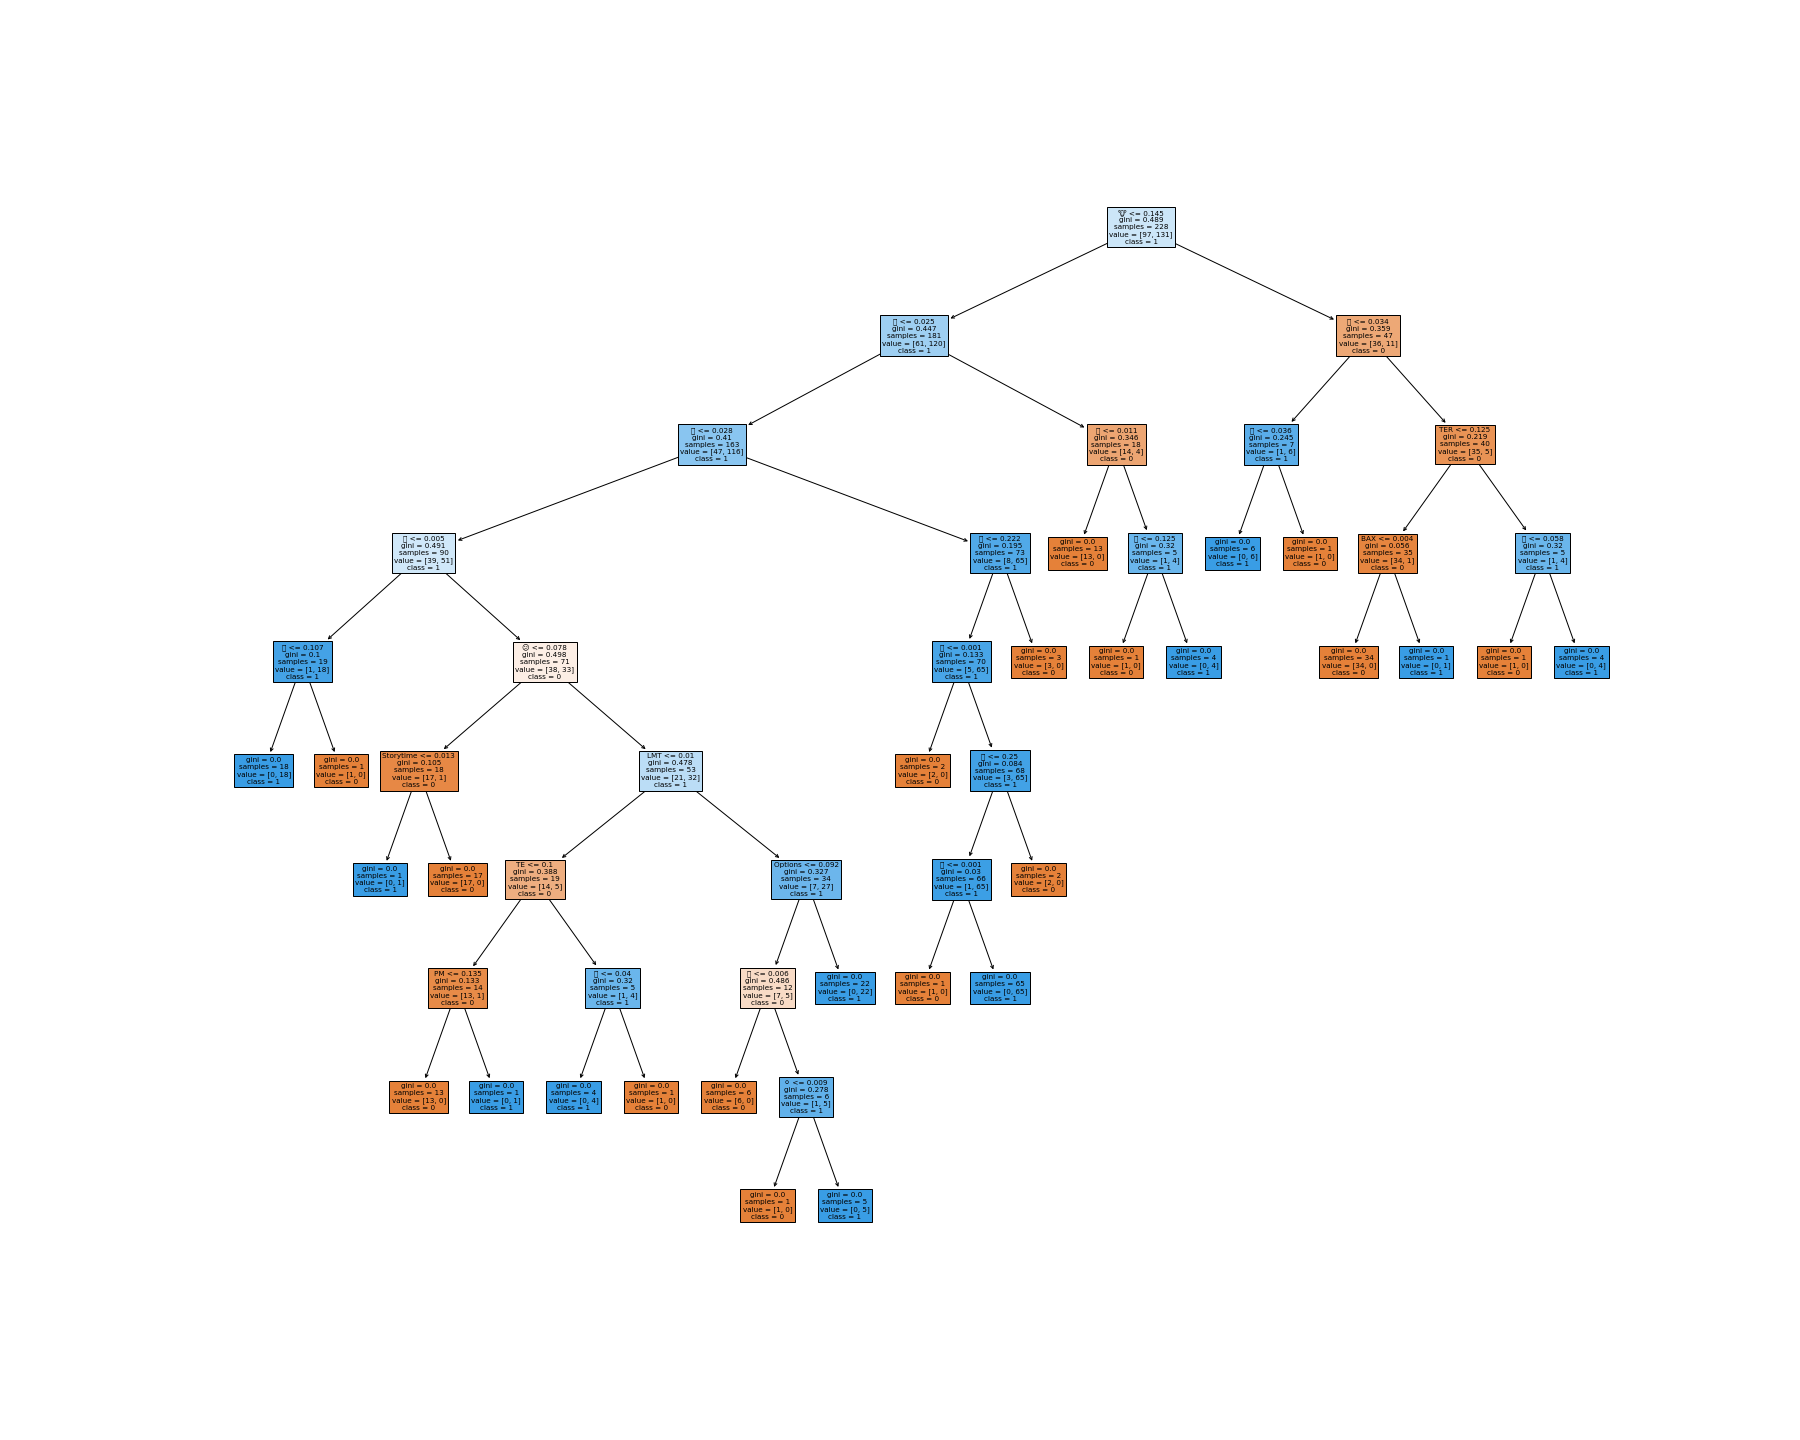 ♉ <= 0.145
gini = 0.489
samples = 228
value = [97, 131]
class = 1
<= 0.025
gini = 0.447
samples = 181
value = [61, 120]
class = 1
<= 0.034
gini = 0.359
samples = 47
value = [36, 11]
class = 0
<= 0.028
gini = 0.41
samples = 163
value = [47, 116]
class = 1
<= 0.011
gini = 0.346
samples = 18
value = [14, 4]
class = 0
<= 0.036
gini = 0.245
samples = 7
value = [1, 6]
class = 1
TER <= 0.125
gini = 0.219
samples = 40
value = [35, 5]
class = 0
<= 0.005
gini = 0.491
samples = 90
value = [39, 51]
class = 1
<= 0.222
gini = 0.195
samples = 73
value = [8, 65]
class = 1
gini = 0.0
samples = 13
value = [13, 0]
class = 0
<= 0.125
gini = 0.32
samples = 5
value = [1, 4]
class = 1
gini = 0.0
samples = 6
value = [0, 6]
class = 1
gini = 0.0
samples = 1
value = [1, 0]
class = 0
BAX <= 0.004
gini = 0.056
samples = 35
value = [34, 1]
class = 0
<= 0.058
gini = 0.32
samples = 5
value = [1, 4]
class = 1
<= 0.107
gini = 0.1
samples = 19
value = [1, 18]
class = 1
<= 0.078
gini = 0.498
samples = 71
value = [38, 33]
class = 0
<= 0.001
gini = 0.133
samples = 70
value = [5, 65]
class = 1
gini = 0.0
samples = 3
value = [3, 0]
class = 0
gini = 0.0
samples = 1
value = [1, 0]
class = 0
gini = 0.0
samples = 4
value = [0, 4]
class = 1
gini = 0.0
samples = 34
value = [34, 0]
class = 0
gini = 0.0
samples = 1
value = [0, 1]
class = 1
gini = 0.0
samples = 1
value = [1, 0]
class = 0
gini = 0.0
samples = 4
value = [0, 4]
class = 1
gini = 0.0
samples = 18
value = [0, 18]
class = 1
gini = 0.0
samples = 1
value = [1, 0]
class = 0
Storytime <= 0.013
gini = 0.105
samples = 18
value = [17, 1]
class = 0
LMT <= 0.01
gini = 0.478
samples = 53
value = [21, 32]
class = 1
gini = 0.0
samples = 2
value = [2, 0]
class = 0
<= 0.25
gini = 0.084
samples = 68
value = [3, 65]
class = 1
gini = 0.0
samples = 1
value = [0, 1]
class = 1
gini = 0.0
samples = 17
value = [17, 0]
class = 0
TE <= 0.1
gini = 0.388
samples = 19
value = [14, 5]
class = 0
Options <= 0.092
gini = 0.327
samples = 34
value = [7, 27]
class = 1
<= 0.001
gini = 0.03
samples = 66
value = [1, 65]
class = 1
gini = 0.0
samples = 2
value = [2, 0]
class = 0
PM <= 0.135
gini = 0.133
samples = 14
value = [13, 1]
class = 0
<= 0.04
gini = 0.32
samples = 5
value = [1, 4]
class = 1
<= 0.006
gini = 0.486
samples = 12
value = [7, 5]
class = 0
gini = 0.0
samples = 22
value = [0, 22]
class = 1
gini = 0.0
samples = 1
value = [1, 0]
class = 0
gini = 0.0
samples = 65
value = [0, 65]
class = 1
gini = 0.0
samples = 13
value = [13, 0]
class = 0
gini = 0.0
samples = 1
value = [0, 1]
class = 1
gini = 0.0
samples = 4
value = [0, 4]
class = 1
gini = 0.0
samples = 1
value = [1, 0]
class = 0
gini = 0.0
samples = 6
value = [6, 0]
class = 0
<= 0.009
gini = 0.278
samples = 6
value = [1, 5]
class = 1
gini = 0.0
samples = 1
value = [1, 0]
class = 0
gini = 0.0
samples = 5
value = [0, 5]
class = 1